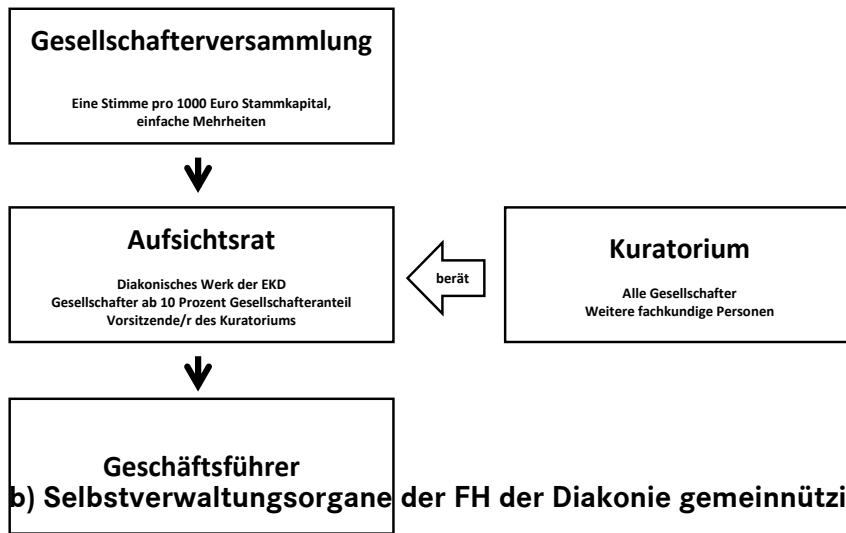 Gesellschafterversammlung
Eine Stimme pro 1000 Euro Stammkapital,
einfache Mehrheiten
Aufsichtsrat
Diakonisches Werk der EKD
Gesellschafter ab 10 Prozent Gesellschafteranteil
Vorsitzende/r des Kuratoriums
berät
Kuratorium
Alle Gesellschafter
Weitere fachkundige Personen
Geschäftsführer
b) Selbstverwaltungsorgane der FH der Diakonie gemeinnützi